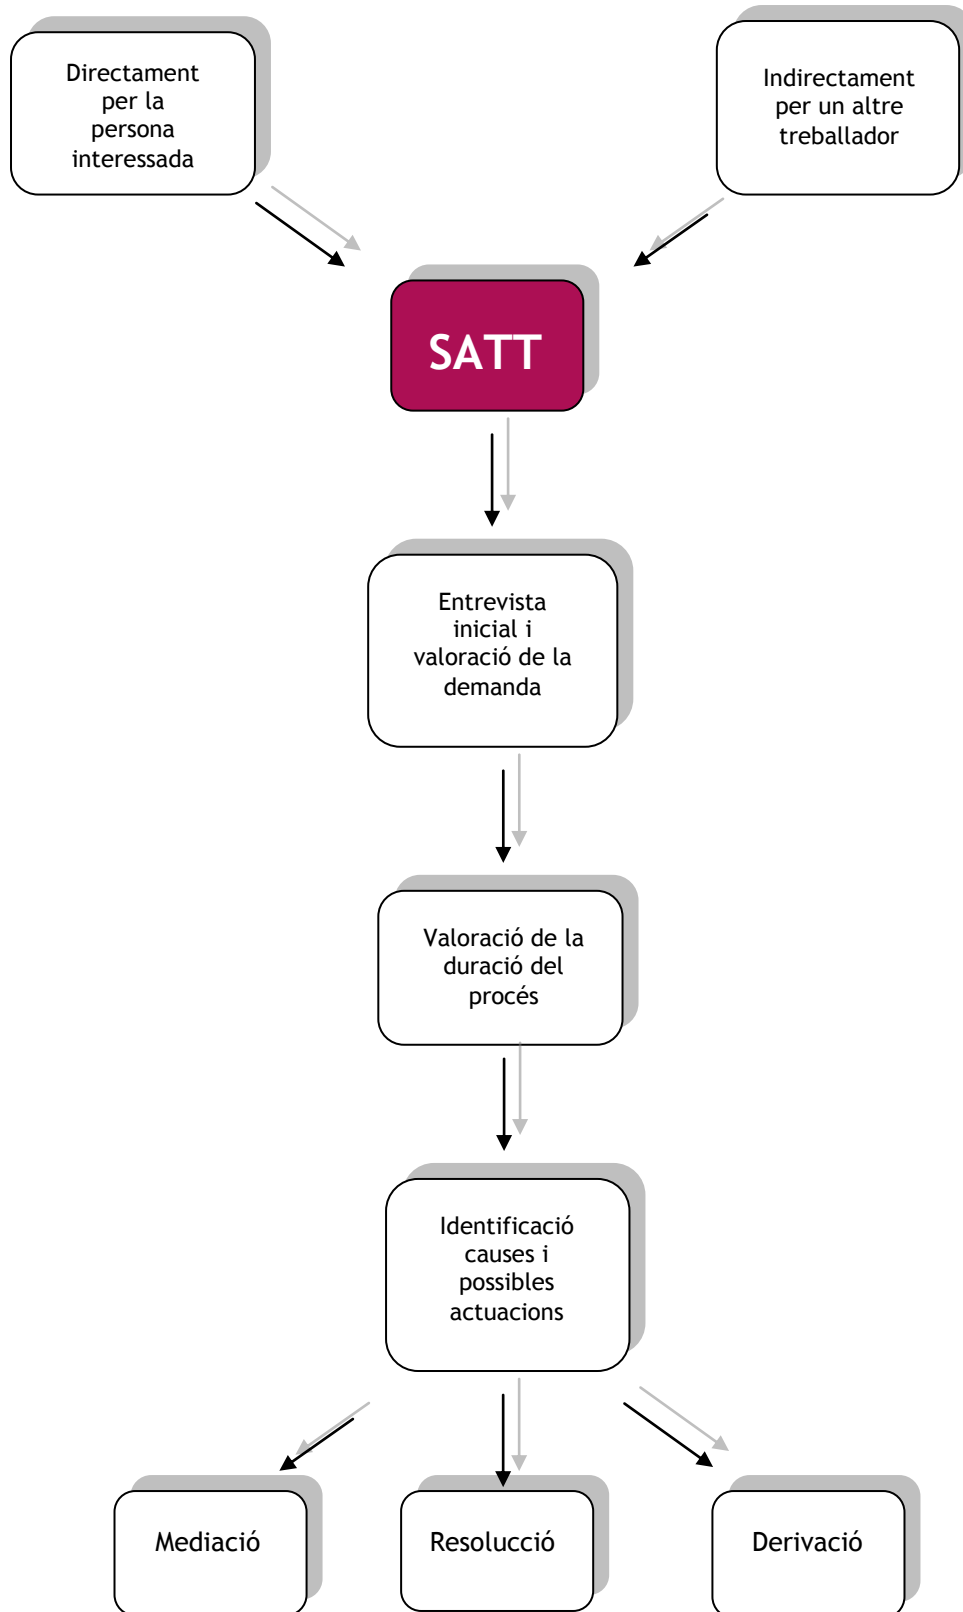 Directament
per la
persona
interessada
Indirectament
per un altre
treballador
SATT
Entrevista
inicial i
valoració de la
demanda
Valoració de la
duració del
procés
Identificació
causes i
possibles
actuacions
Mediació
Resolucció
Derivació